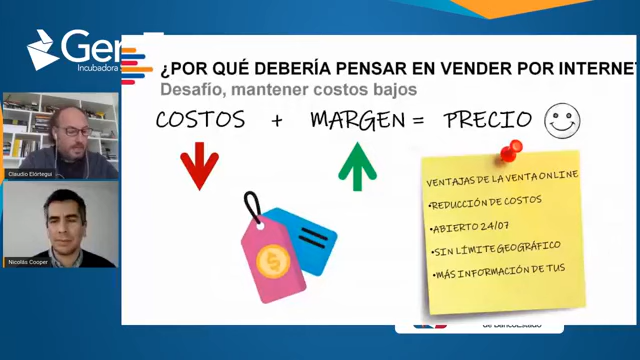 Ger
Incubadora
¿POR QUÉ DEBERÍA PENSAR EN VENDER POR INTERNET
Desafío, mantener costos bajos
COSTOS + MARGEN = PRECIO
Claudio Elórtegui
Nicolás Cooper
VENTAJAS DE LA VENTA ONLINE
•REDUCCIÓN DE COSTOS
•ABIERTO 24/07
•SIN LÍMITE GEOGRÁFICO
•MÁS INFORMACIÓN DE TUS
$
de BancoEstado